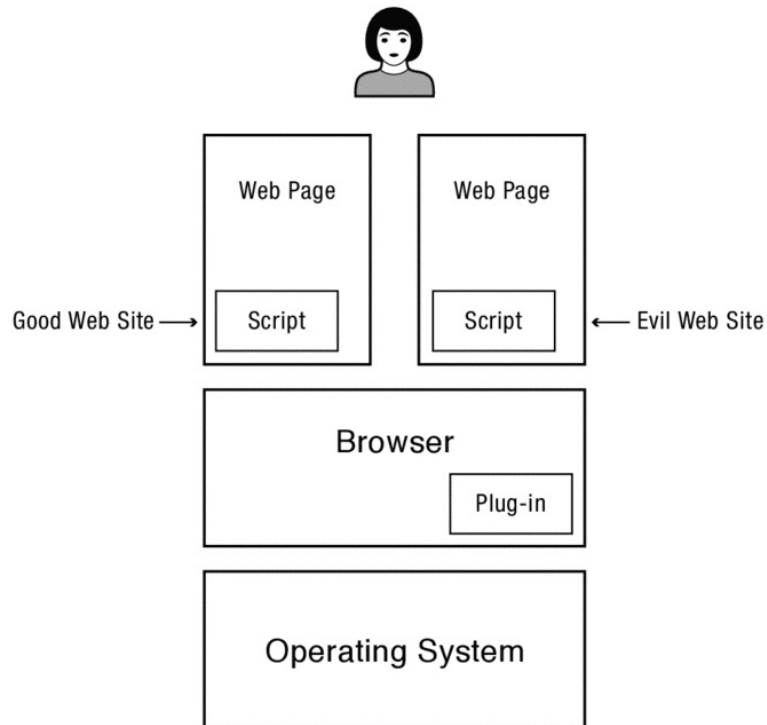 Web Page
Web Page
Good Web Site
Script
Script
Evil Web Site
Browser
Plug-in
Operating System